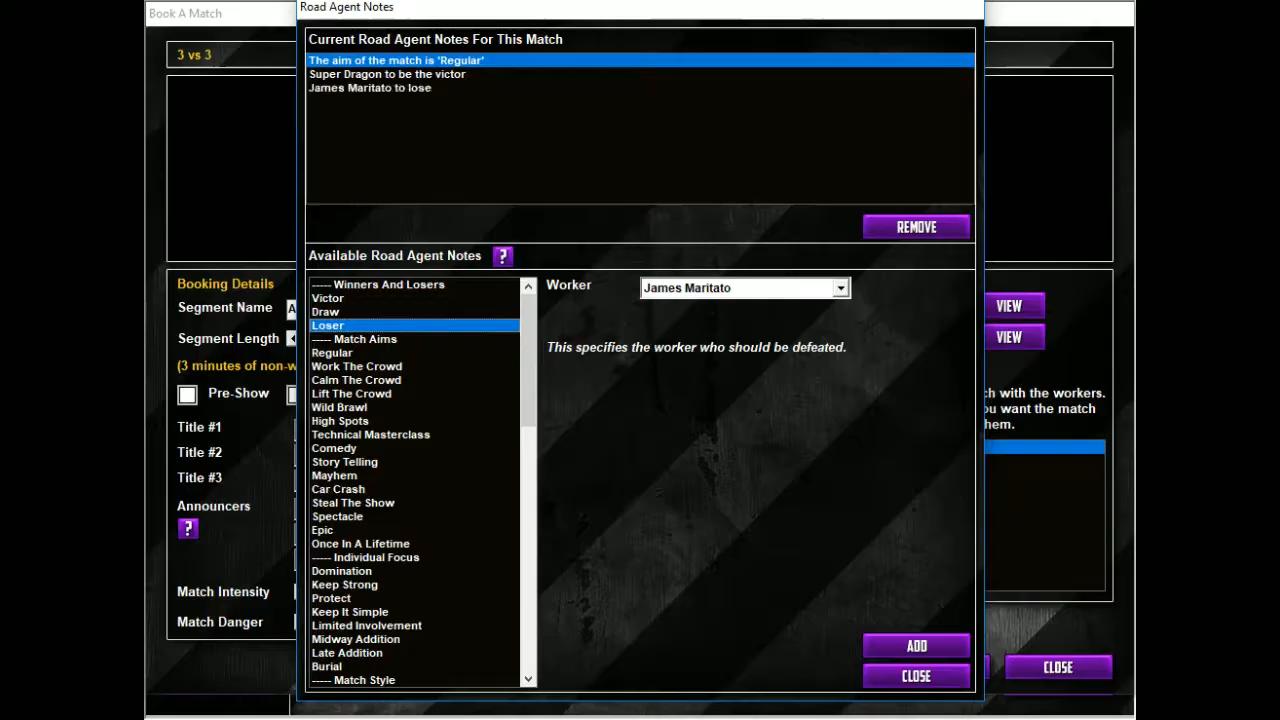 Book A Match
Road Agent Notes
3 vs 3
Current Road Agent Notes For This Match
The aim of the match is 'Regular'
Super Dragon to be the victor
James Maritato to lose
REMOVE
Available Road Agent Notes ?
----- Winners And Losers
Victor
Draw
Loser
----- Match Aims
Regular
Work The Crowd
Calm The Crowd
Lift The Crowd
Wild Brawl
High Spots
Technical Masterclass
Comedy
Story Telling
Mayhem
Car Crash
Steal The Show
Spectacle
Epic
Once In A Lifetime
----- Individual Focus
Domination
Keep Strong
Protect
Keep It Simple
Limited Involvement
Midway Addition
Late Addition
Burial
----- Match Style
Worker
James Maritato
This specifies the worker who should be defeated.
ADD
CLOSE
Booking Details
Segment Name A
Segment Length
(3 minutes of non-w
Pre-Show
Title #1
Title #2
Title #3
Announcers
?
Match Intensity
Match Danger
VIEW
VIEW
ch with the workers.
ou want the match
hem.
CLOSE